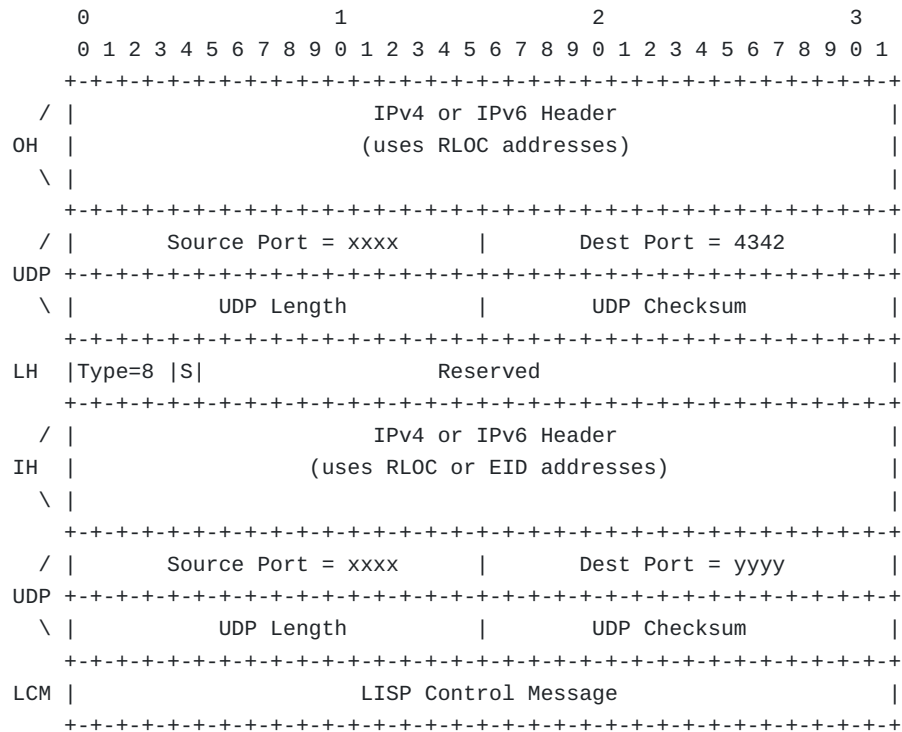 0                   1                   2                   3
     0 1 2 3 4 5 6 7 8 9 0 1 2 3 4 5 6 7 8 9 0 1 2 3 4 5 6 7 8 9 0 1
    +-+-+-+-+-+-+-+-+-+-+-+-+-+-+-+-+-+-+-+-+-+-+-+-+-+-+-+-+-+-+-+-+
  / |                       IPv4 or IPv6 Header                     |
OH  |                      (uses RLOC addresses)                    |
  \ |                                                               |
    +-+-+-+-+-+-+-+-+-+-+-+-+-+-+-+-+-+-+-+-+-+-+-+-+-+-+-+-+-+-+-+-+
  / |       Source Port = xxxx      |       Dest Port = 4342        |
UDP +-+-+-+-+-+-+-+-+-+-+-+-+-+-+-+-+-+-+-+-+-+-+-+-+-+-+-+-+-+-+-+-+
  \ |           UDP Length          |        UDP Checksum           |
    +-+-+-+-+-+-+-+-+-+-+-+-+-+-+-+-+-+-+-+-+-+-+-+-+-+-+-+-+-+-+-+-+
LH  |Type=8 |S|                  Reserved                           |
    +-+-+-+-+-+-+-+-+-+-+-+-+-+-+-+-+-+-+-+-+-+-+-+-+-+-+-+-+-+-+-+-+
  / |                       IPv4 or IPv6 Header                     |
IH  |                  (uses RLOC or EID addresses)                 |
  \ |                                                               |
    +-+-+-+-+-+-+-+-+-+-+-+-+-+-+-+-+-+-+-+-+-+-+-+-+-+-+-+-+-+-+-+-+
  / |       Source Port = xxxx      |       Dest Port = yyyy        |
UDP +-+-+-+-+-+-+-+-+-+-+-+-+-+-+-+-+-+-+-+-+-+-+-+-+-+-+-+-+-+-+-+-+
  \ |           UDP Length          |        UDP Checksum           |
    +-+-+-+-+-+-+-+-+-+-+-+-+-+-+-+-+-+-+-+-+-+-+-+-+-+-+-+-+-+-+-+-+
LCM |                      LISP Control Message                     |
    +-+-+-+-+-+-+-+-+-+-+-+-+-+-+-+-+-+-+-+-+-+-+-+-+-+-+-+-+-+-+-+-+